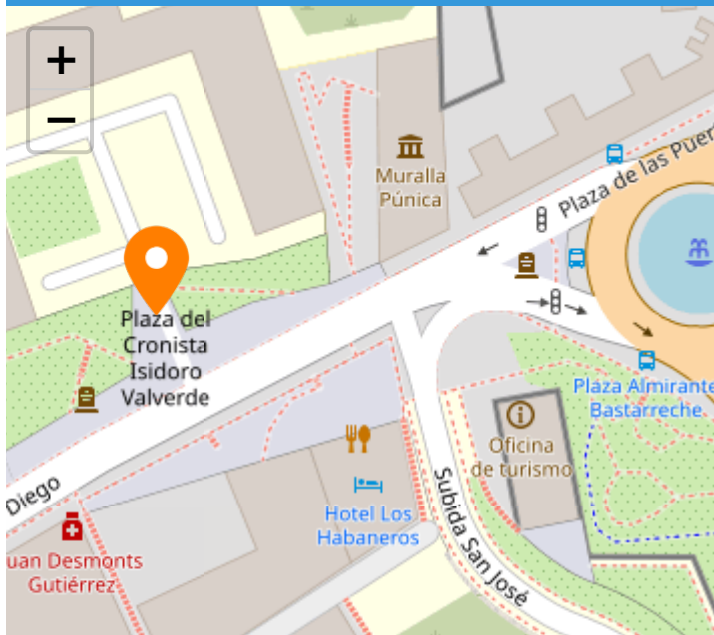 +
−
Muralla
Púnica
Plaza de las Puer
Plaza del
Cronista
Isidoro
Valverde
Plaza Almirante
Bastarreche
Oficina
de turismo
Diego
Hotel Los
Habaneros
Subida San José
uan Desmonts
Gutiérrez